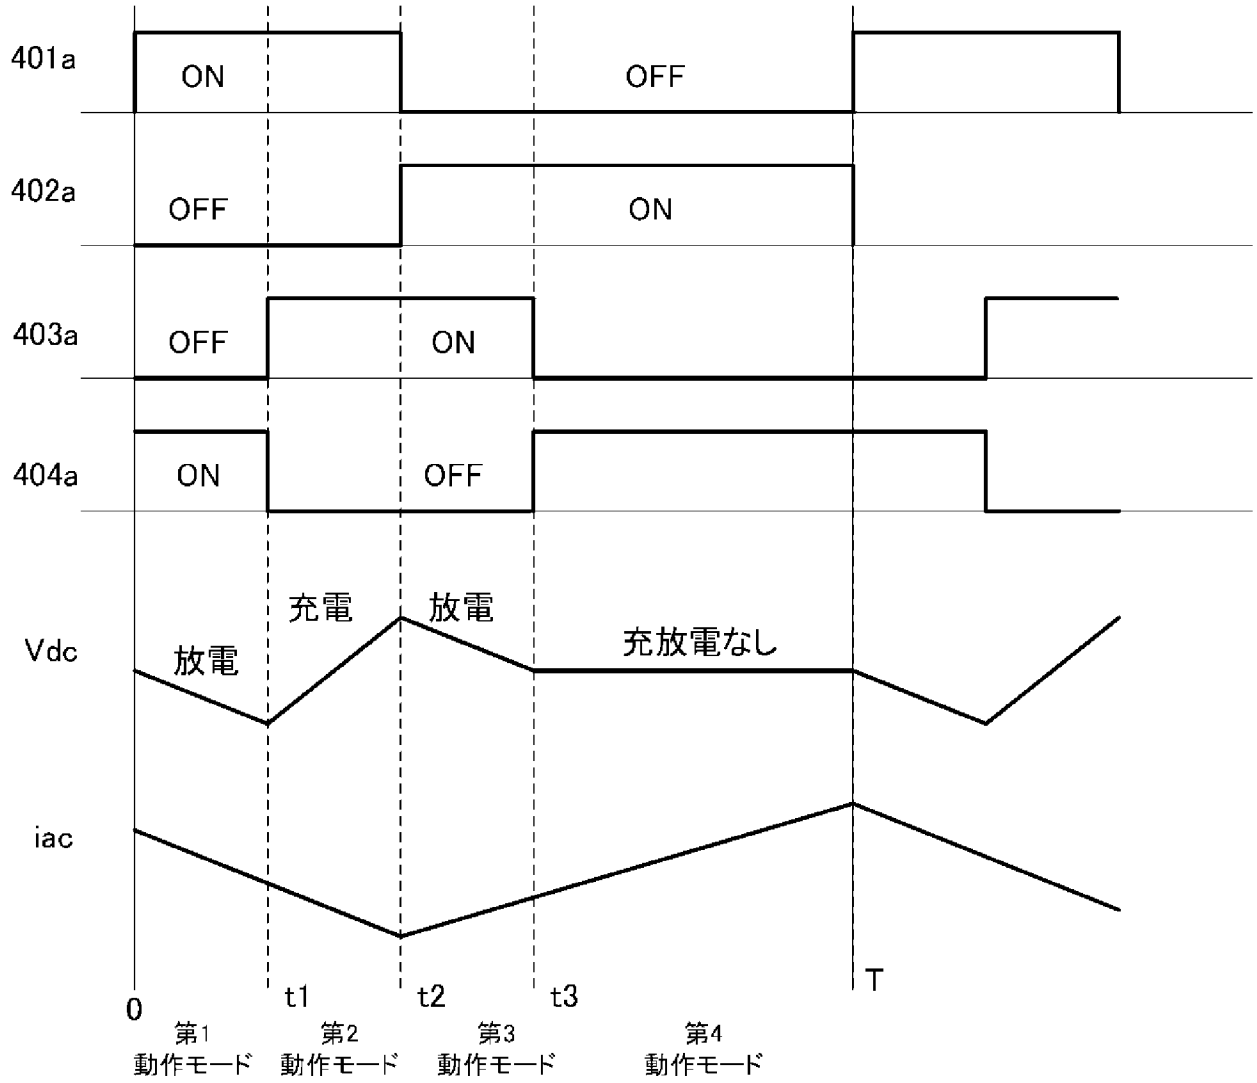 401a
ON
OFF
402a
OFF
ON
403a
OFF
ON
404a
ON
OFF
Vdc
放電
充電
放電
充放電なし
iac
0
t1
t2
t3
T
第1
動作モード
第2
動作モード
第3
動作モード
第4
動作モード